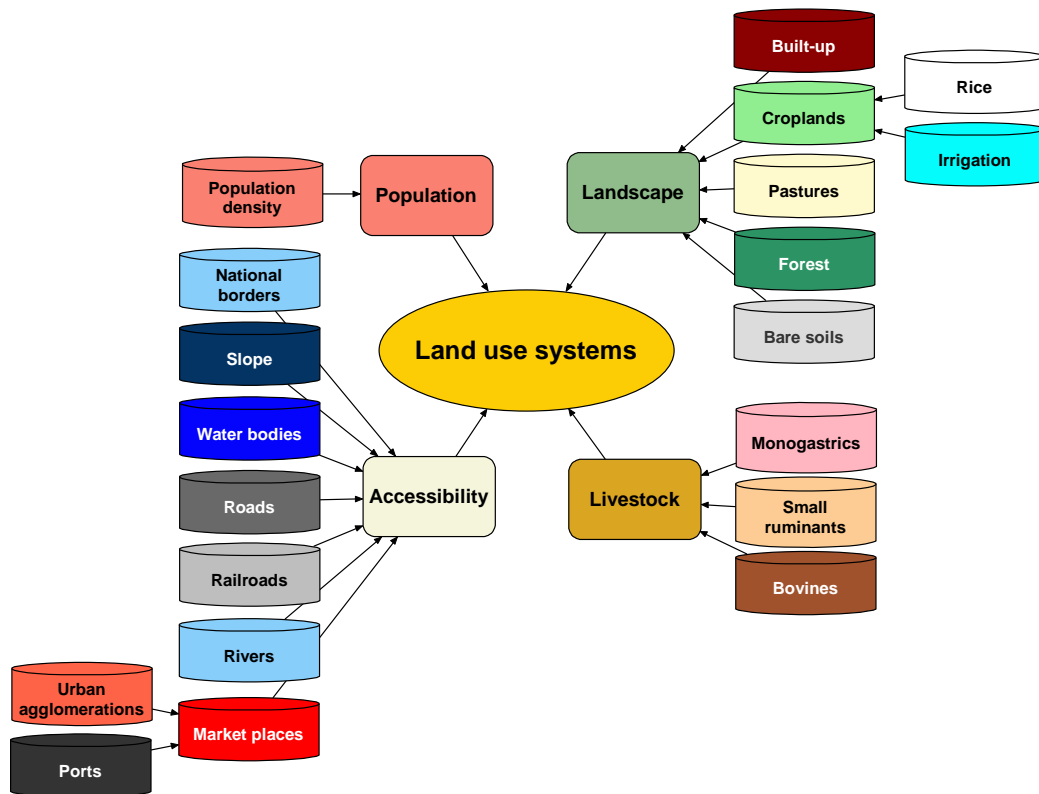 Built-up
Croplands
Rice
Irrigation
Population
density
Population
Landscape
Pastures
Forest
Bare soils
National
borders
Slope
Water bodies
Roads
Railroads
Rivers
Land use systems
Accessibility
Livestock
Monogastrics
Small
ruminants
Bovines
Urban
agglomerations
Market places
Ports